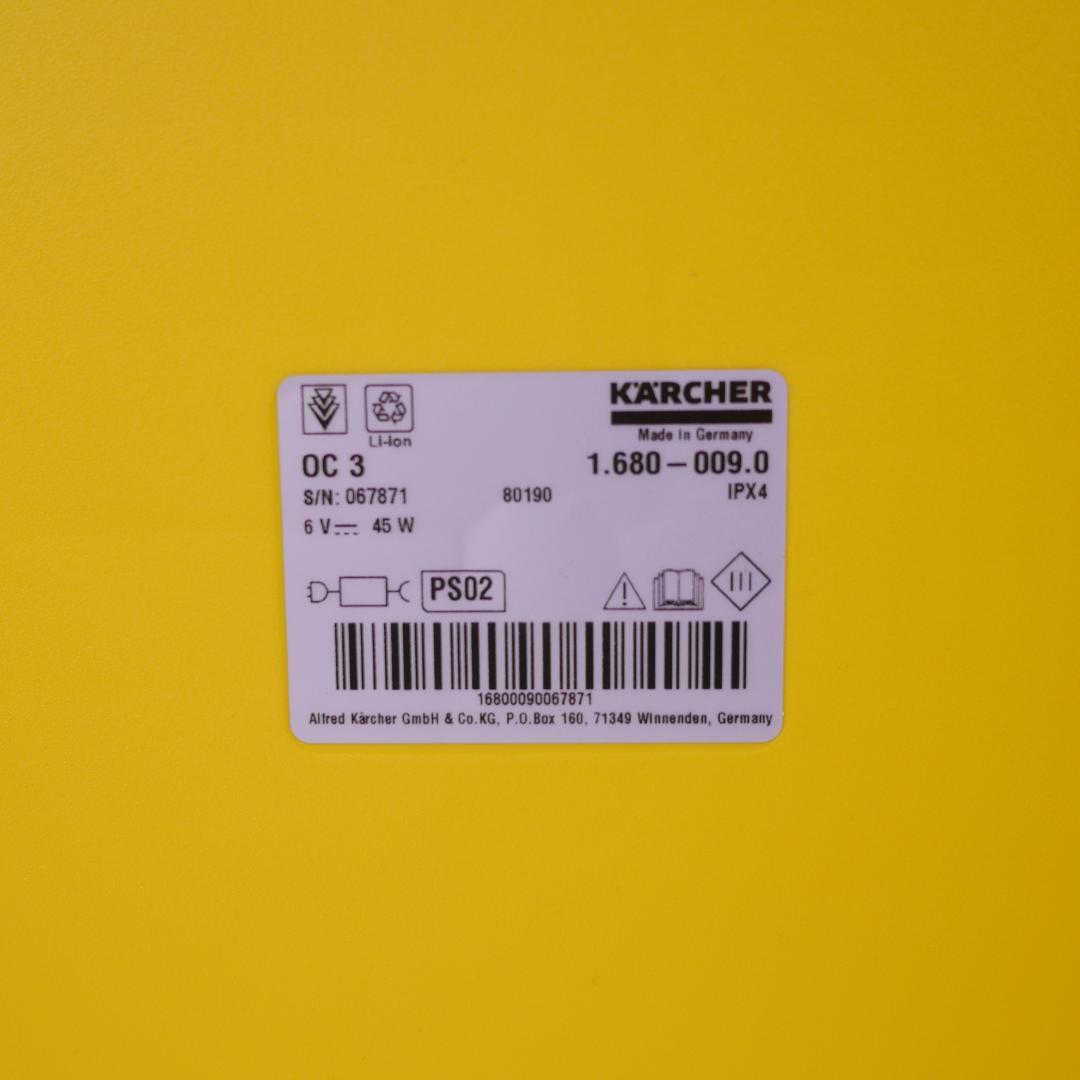 KÄRCHER
Li-Ion
Made In Germany
OC 3
1.680-009.0
S/N: 067871
80190
IPX4
6 V 45 W
PS02
III
16800090067871
Alfred Kärcher GmbH & Co.KG, P.O.Box 160, 71349 Winnenden, Germany